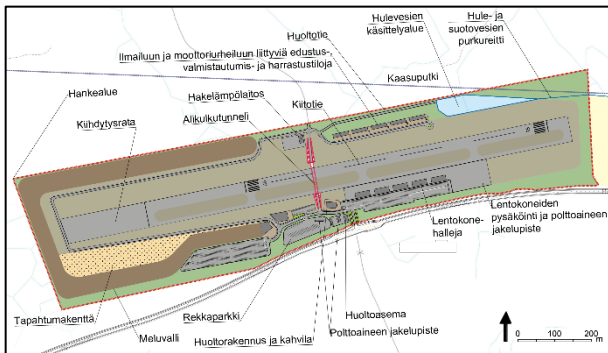 Hulevesien
käsittelyalue
Hule- ja
suotovesien
purkureitti
Huoltotie
Ilmailuun ja moottoriurheiluun liittyviä edustus-,
valmistautumis- ja harrastustiloja
Kaasuputki
Hankealue
Hakelämpölaitos
Kiitotie
Alikulkutunneli
Kiihdytysrata
Lentokoneiden
pysäköinti ja polttoaineen
jakelupiste
Lentokone-
halleja
Tapahtumakenttä
Meluvalli
Rekkaparkki
Huoltorakennus ja kahvila
Huoltoasema
Polttoaineen jakelupiste
0 100 200
m